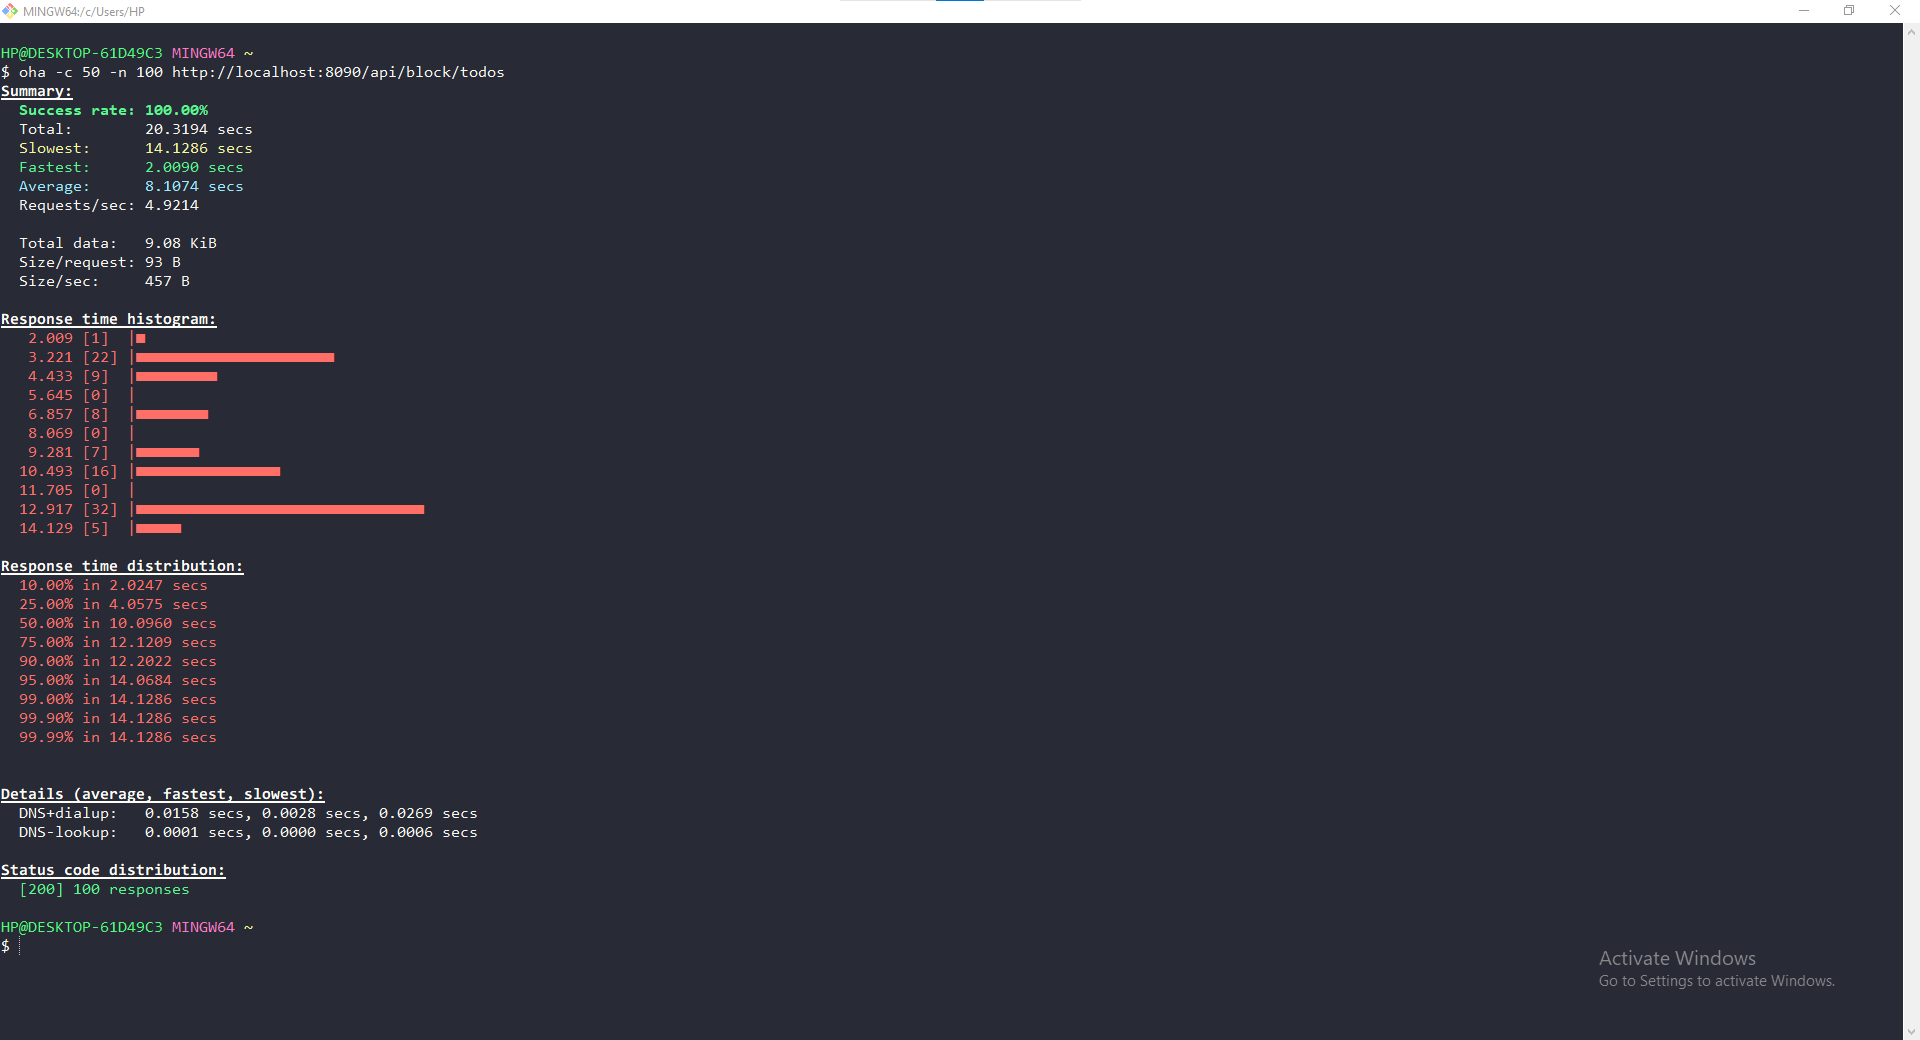 MINGW64:/c/Users/HP
HP@DESKTOP-61D49C3 MINGW64 ~
$ oha -c 50 -n 100 http://localhost:8090/api/block/todos
Summary:
  Success rate: 100.00%
  Total:        20.3194 secs
  Slowest:      14.1286 secs
  Fastest:      2.0090 secs
  Average:      8.1074 secs
  Requests/sec: 4.9214

  Total data:   9.08 KiB
  Size/request: 93 B
  Size/sec:     457 B

Response time histogram:
   2.009 [1]  |■
   3.221 [22] |■■■■■■■■■■■■■■■■■■■■■■
   4.433 [9]  |■■■■■■■■■
   5.645 [0]  |
   6.857 [8]  |■■■■■■■■
   8.069 [0]  |
   9.281 [7]  |■■■■■■■
  10.493 [16] |■■■■■■■■■■■■■■■■
  11.705 [0]  |
  12.917 [32] |■■■■■■■■■■■■■■■■■■■■■■■■■■■■■■■■
  14.129 [5]  |■■■■■

Response time distribution:
  10.00% in 2.0247 secs
  25.00% in 4.0575 secs
  50.00% in 10.0960 secs
  75.00% in 12.1209 secs
  90.00% in 12.2022 secs
  95.00% in 14.0684 secs
  99.00% in 14.1286 secs
  99.90% in 14.1286 secs
  99.99% in 14.1286 secs

Details (average, fastest, slowest):
  DNS+dialup:   0.0158 secs, 0.0028 secs, 0.0269 secs
  DNS-lookup:   0.0001 secs, 0.0000 secs, 0.0006 secs

Status code distribution:
  [200] 100 responses

HP@DESKTOP-61D49C3 MINGW64 ~
$
Activate Windows
Go to Settings to activate Windows.